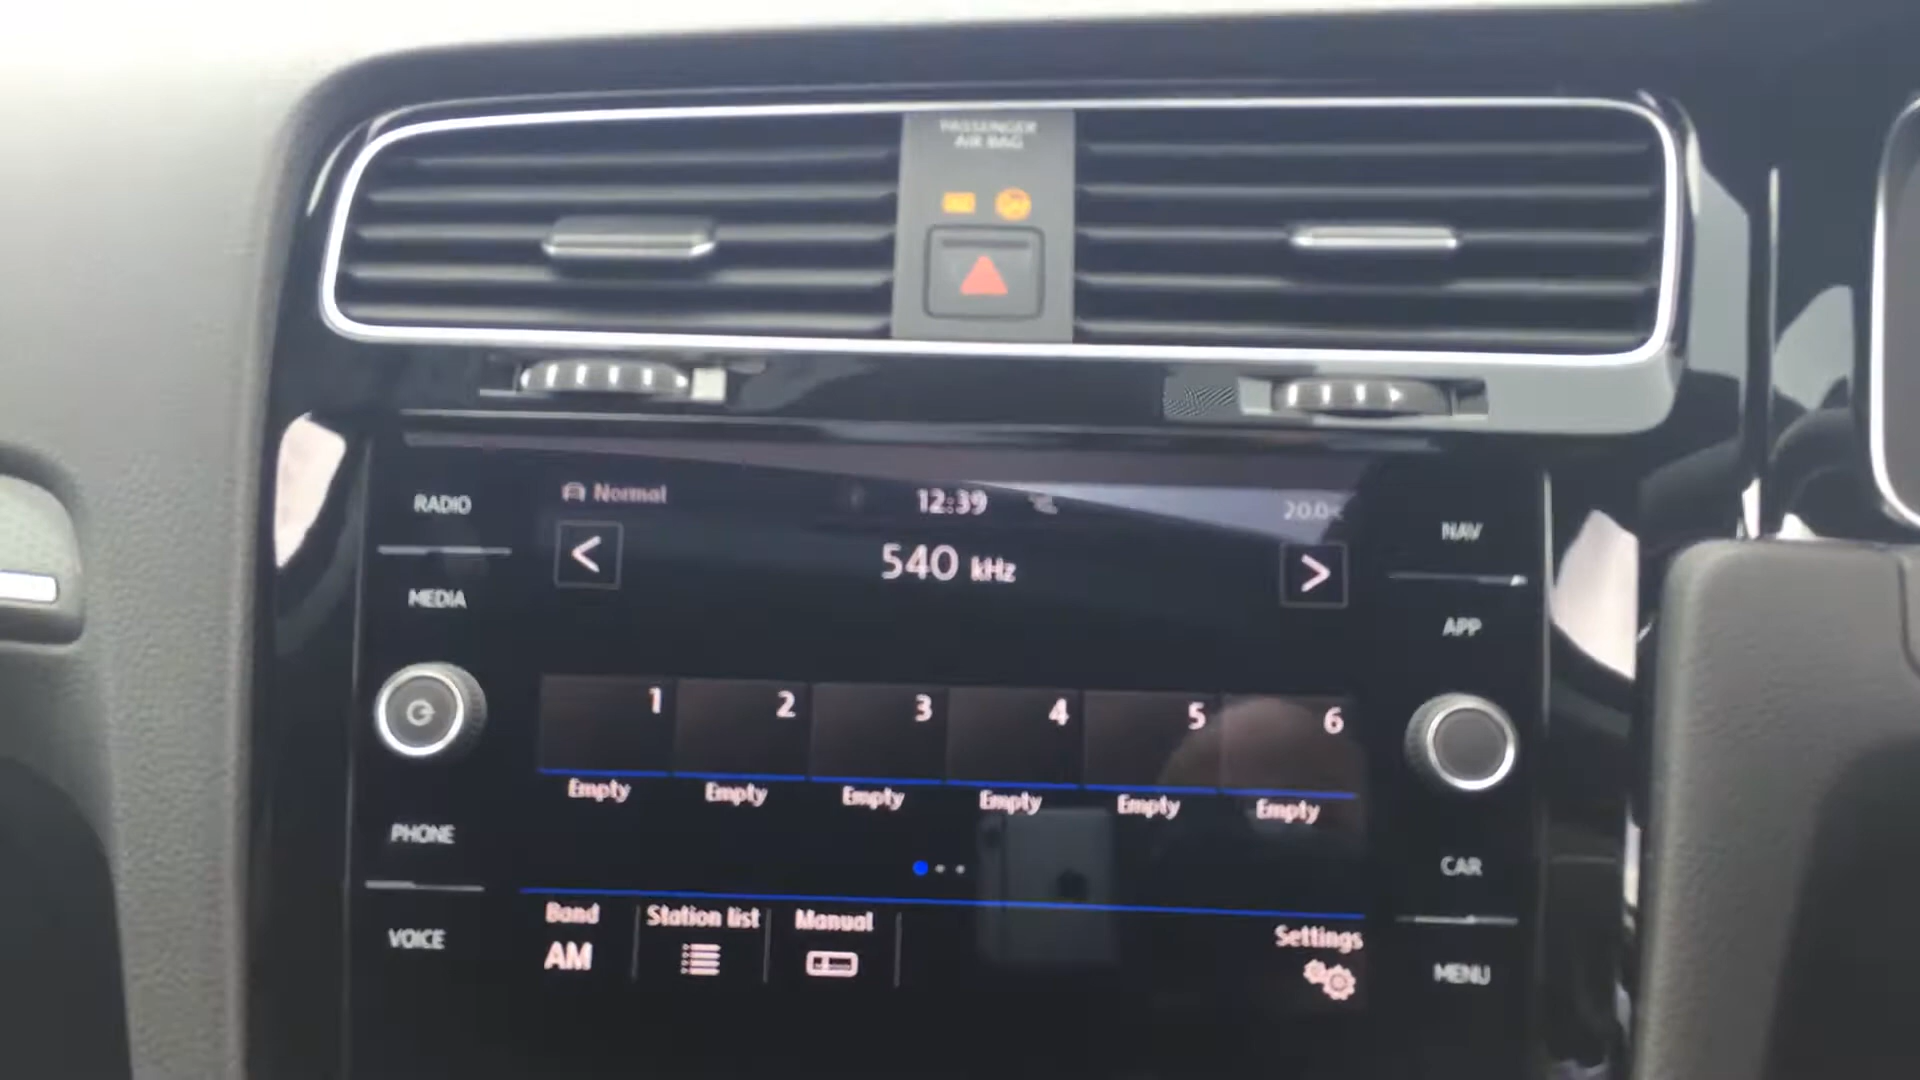 PASSENGER
AIR BAG
RADIO
MEDIA
PHONE
VOICE
Normal
12:39
540 kHz
1 2 3 4 5 6
Empty Empty Empty Empty Empty Empty
Band
AM
Station list
Manual
Settings
NAV
APP
CAR
MENU